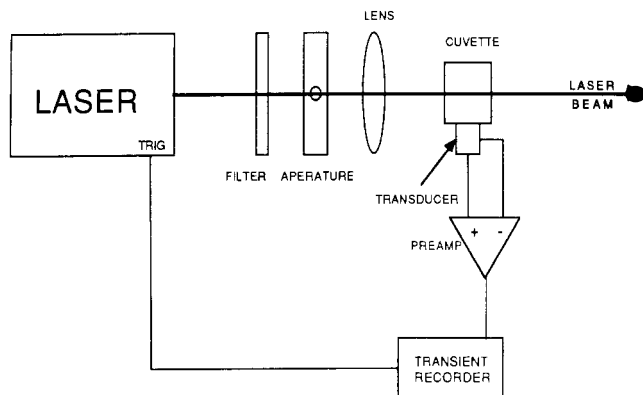 LENS
CUVETTE
LASER
TRIG
LASER
BEAM
FILTER
APERATURE
TRANSDUCER
+ -
PREAMP
TRANSIENT
RECORDER